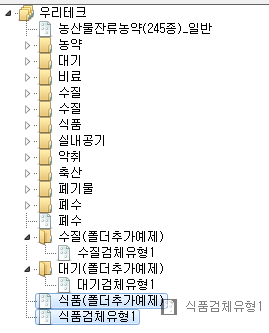 우리테크
농산물잔류농약(245종)_일반
농약
대기
비료
수질
수질
식품
실내공기
악취
축산
폐기물
폐수
폐수
수질(폴더추가예제)
수질검체유형1
대기(폴더추가예제)
대기검체유형1
식품(폴더추가예제)
식품검체유형1
식품검체유형1